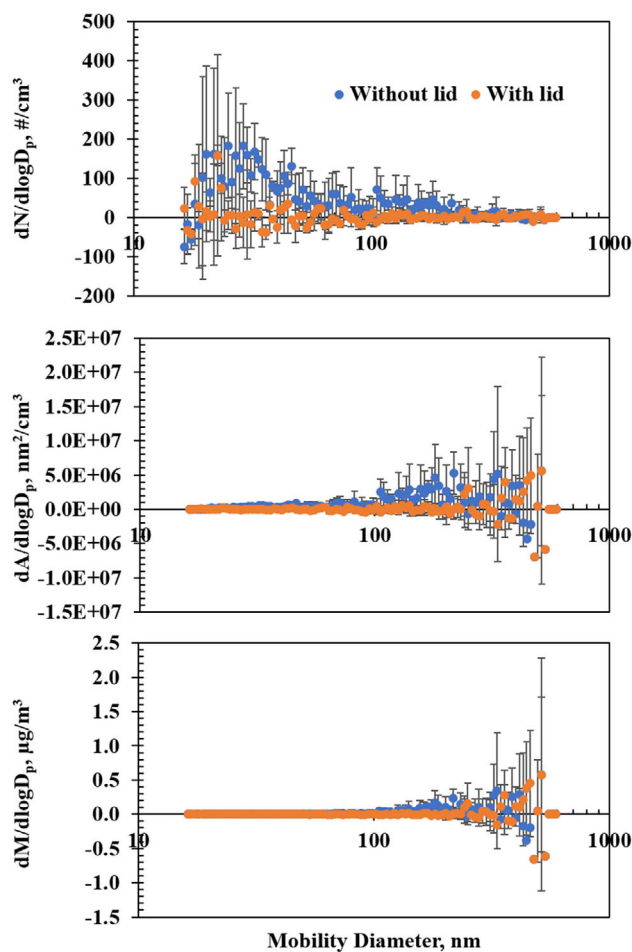 500
400
300
200
100
0
-100
-200
dN/dlogDp, #/cm³
Without lid With lid
10 100 1000
2.5E+07
2.0E+07
1.5E+07
1.0E+07
5.0E+06
0.0E+00
-5.0E+06
-1.0E+07
-1.5E+07
dA/dlogDp, nm²/cm³
10 100 1000
2.5
2.0
1.5
1.0
0.5
0.0
-0.5
-1.0
-1.5
dM/dlogDp, µg/m³
10 100 1000
Mobility Diameter, nm